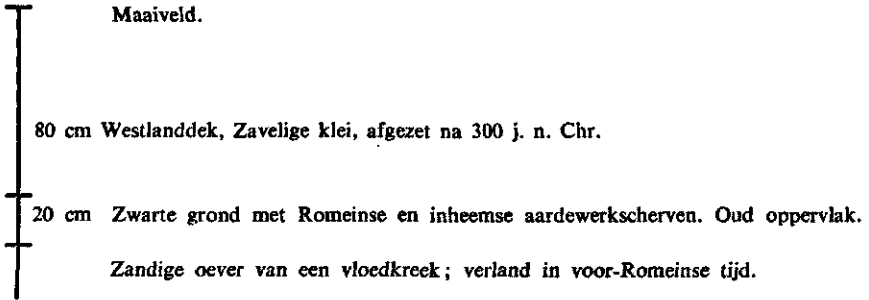 Maaiveld.
80 cm Westlanddek, Zavelige klei, afgezet na 300 j. n. Chr.
20 cm Zwarte grond met Romeinse en inheemse aardewerkscherven. Oud oppervlak.
Zandige oever van een vloedkreek; verland in voor-Romeinse tijd.